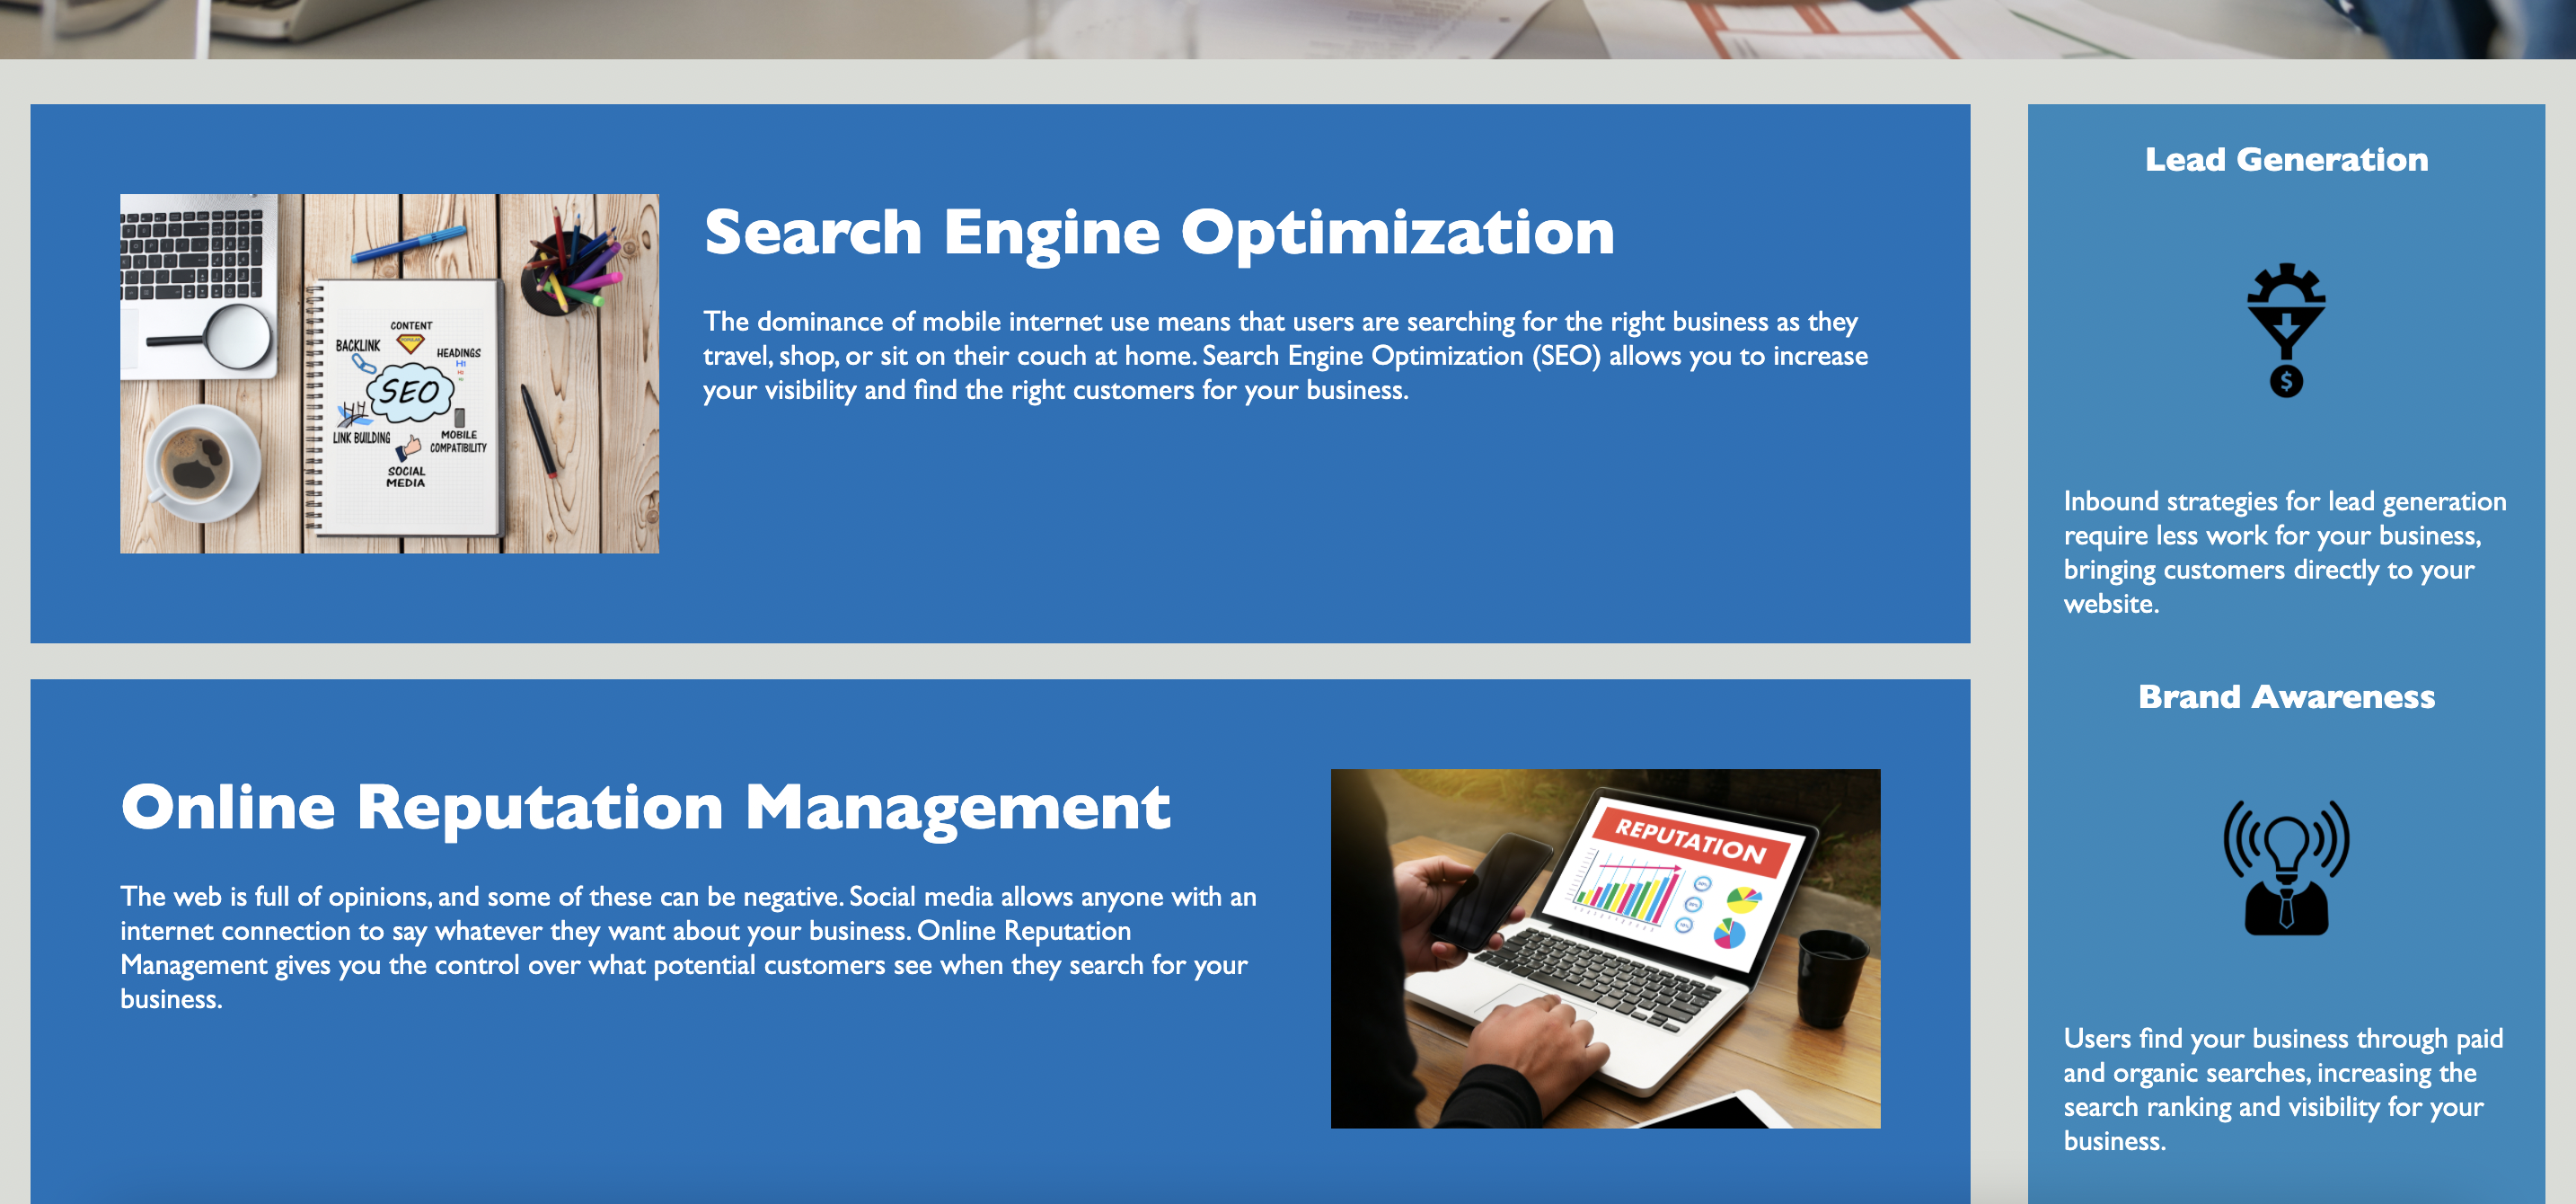 Search Engine Optimization
The dominance of mobile internet use means that users are searching for the right business as they
travel, shop, or sit on their couch at home. Search Engine Optimization (SEO) allows you to increase
your visibility and find the right customers for your business.
CONTENT
BACKLINK
HEADINGS
H1
SEO
LINK BUILDING
MOBILE
COMPATIBILITY
SOCIAL
MEDIA
Online Reputation Management
The web is full of opinions, and some of these can be negative. Social media allows anyone with an
internet connection to say whatever they want about your business. Online Reputation
Management gives you the control over what potential customers see when they search for your
business.
REPUTATION
Lead Generation
$
Inbound strategies for lead generation
require less work for your business,
bringing customers directly to your
website.
Brand Awareness
Users find your business through paid
and organic searches, increasing the
search ranking and visibility for your
business.